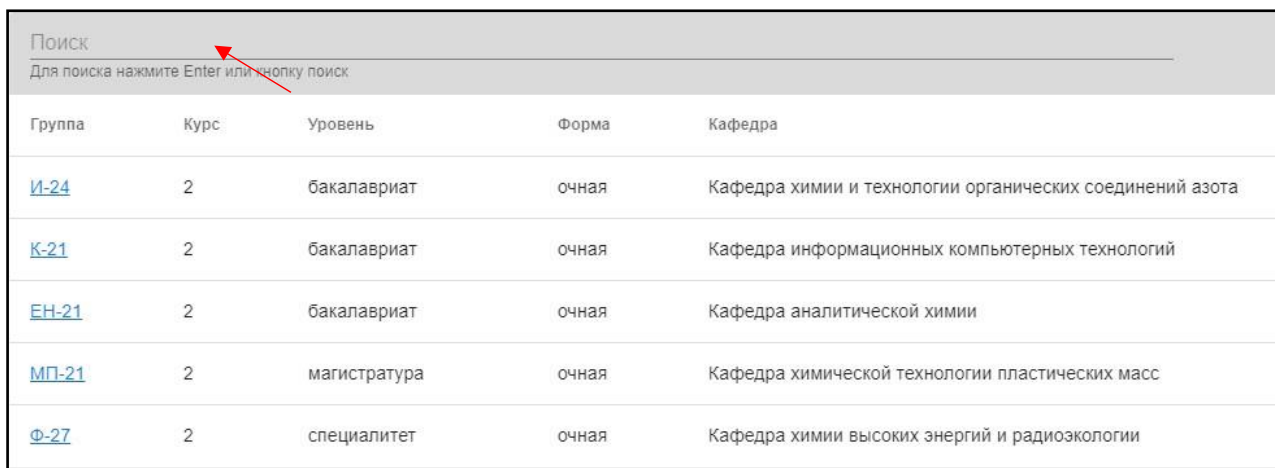 Поиск
Для поиска нажмите Enter или кнопку поиск
Группа Курс Уровень Форма Кафедра
И-24 2 бакалавриат очная Кафедра химии и технологии органических соединений азота
К-21 2 бакалавриат очная Кафедра информационных компьютерных технологий
ЕН-21 2 бакалавриат очная Кафедра аналитической химии
МП-21 2 магистратура очная Кафедра химической технологии пластических масс
Ф-27 2 специалитет очная Кафедра химии высоких энергий и радиоэкологии